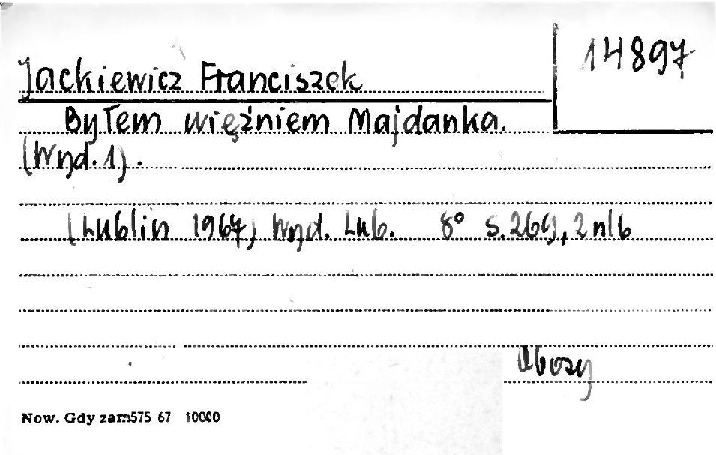 14897
Jackiewicz Franciszek
Byłem więźniem Majdanka.
(Wyd. 1).
(Lublin 1967) Wyd. Lub. 8° s. 269, 2 nlb
Obozy
Now. Gdy zam575 67 10000